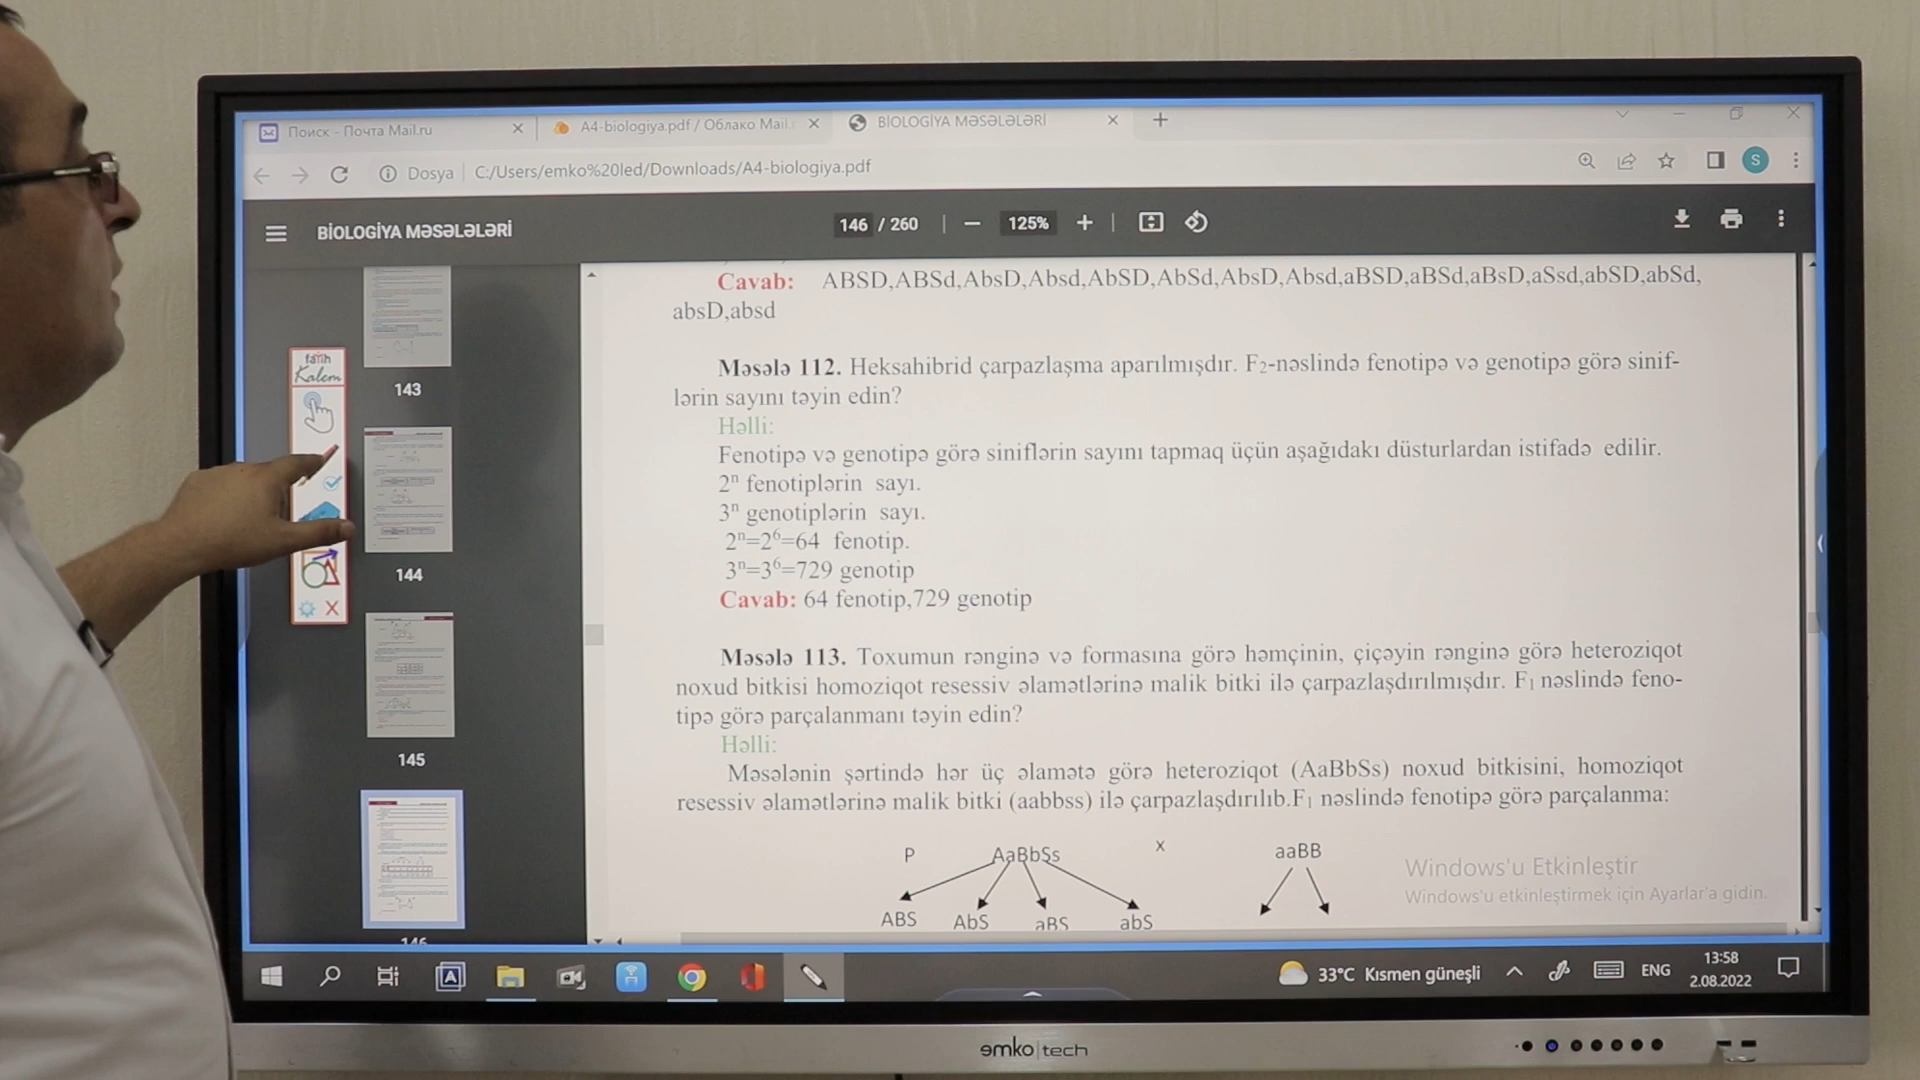 Поиск - Почта Mail.ru
A4-biologiya.pdf / Облако Mail.
BİOLOGİYA MƏSƏLƏLƏRİ
Dosya
C:/Users/emko%20led/Downloads/A4-biologiya.pdf
S
BİOLOGİYA MƏSƏLƏLƏRİ
146 / 260
125%
fatih
Kalem
143
144
145
146
Cavab: ABSD,ABSd,AbsD,Absd,AbSD,AbSd,AbsD,Absd,aBSD,aBSd,aBsD,aSsd,abSD,abSd,
absD,absd
Məsələ 112. Heksahibrid çarpazlaşma aparılmışdır. F₂-nəslində fenotipə və genotipə görə sinif-
lərin sayını təyin edin?
Həlli:
Fenotipə və genotipə görə siniflərin sayını tapmaq üçün aşağıdakı düsturlardan istifadə edilir.
2ⁿ fenotiplərin sayı.
3ⁿ genotiplərin sayı.
2ⁿ=2⁶=64 fenotip.
3ⁿ=3⁶=729 genotip
Cavab: 64 fenotip,729 genotip
Məsələ 113. Toxumun rənginə və formasına görə həmçinin, çiçəyin rənginə görə heteroziqot
noxud bitkisi homoziqot resessiv əlamətlərinə malik bitki ilə çarpazlaşdırılmışdır. F₁ nəslində feno-
tipə görə parçalanmanı təyin edin?
Həlli:
Məsələnin şərtində hər üç əlamətə görə heteroziqot (AaBbSs) noxud bitkisini, homoziqot
resessiv əlamətlərinə malik bitki (aabbss) ilə çarpazlaşdırılıb.F₁ nəslində fenotipə görə parçalanma:
P AaBbSs x aaBB
ABS AbS aBS abS
Windows'u Etkinleştir
Windows'u etkinleştirmek için Ayarlar'a gidin.
33°C Kısmen güneşli
ENG
13:58
2.08.2022
emko tech